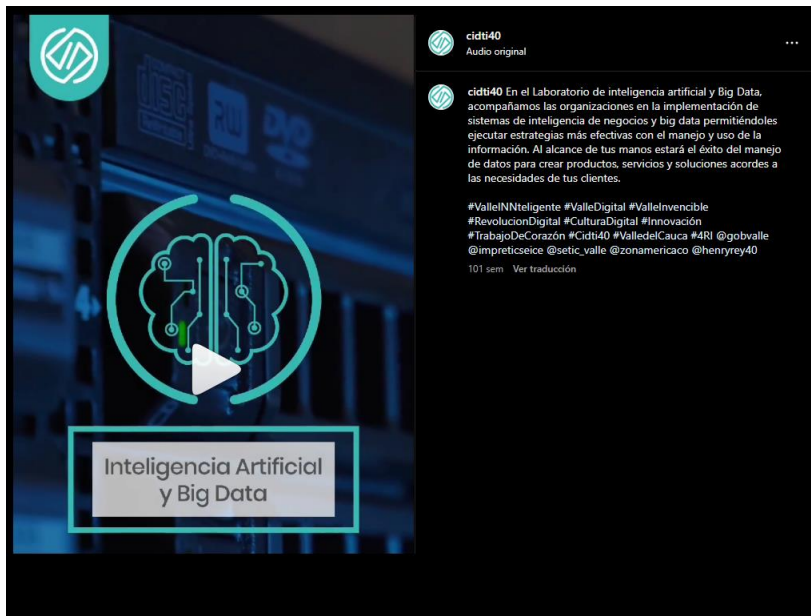 cidti40
Audio original
cidti40 En el Laboratorio de inteligencia artificial y Big Data,
acompañamos las organizaciones en la implementación de
sistemas de inteligencia de negocios y big data permitiéndoles
ejecutar estrategias más efectivas con el manejo y uso de la
información. Al alcance de tus manos estará el éxito del manejo
de datos para crear productos, servicios y soluciones acordes a
las necesidades de tus clientes.
#ValleINNteligente #ValleDigital #ValleInvencible
#RevolucionDigital #CulturaDigital #Innovación
#TrabajoDeCorazón #Cidti40 #ValledelCauca #4RI @gobvalle
@impreticseice @setic_valle @zonamericaco @henryrey40
101 sem Ver traducción
disc
RW
DVD
Inteligencia Artificial
y Big Data